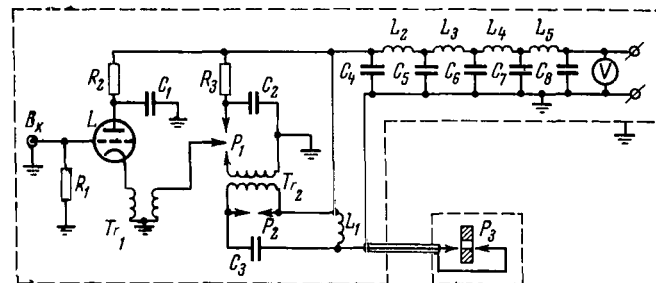 L₂ L₃ L₄ L₅
R₂ C₁ R₃ C₂ C₄ C₅ C₆ C₇ C₈ V
Bₖ L P₁
R₁ Tr₁ Tr₂
P₂ L₁ P₃
C₃